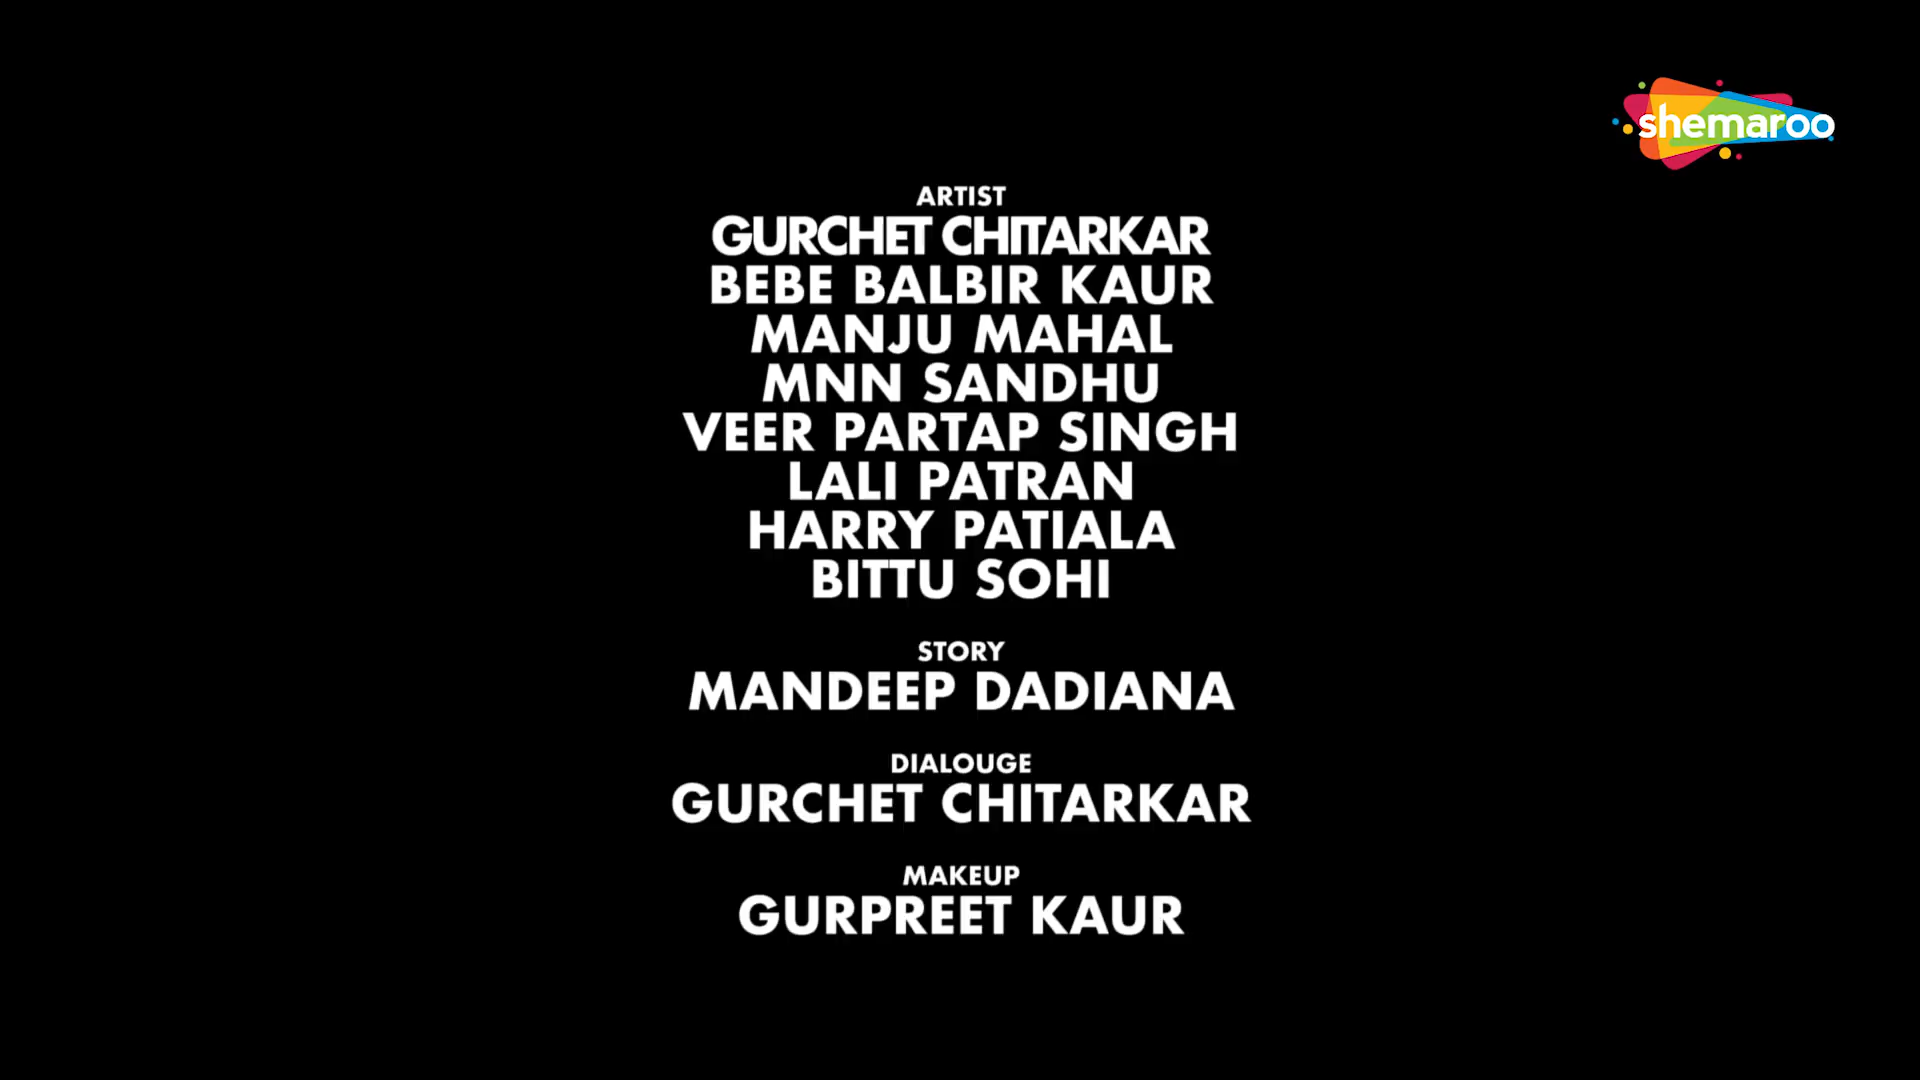 shemaroo
ARTIST
GURCHET CHITARKAR
BEBE BALBIR KAUR
MANJU MAHAL
MNN SANDHU
VEER PARTAP SINGH
LALI PATRAN
HARRY PATIALA
BITTU SOHI
STORY
MANDEEP DADIANA
DIALOUGE
GURCHET CHITARKAR
MAKEUP
GURPREET KAUR